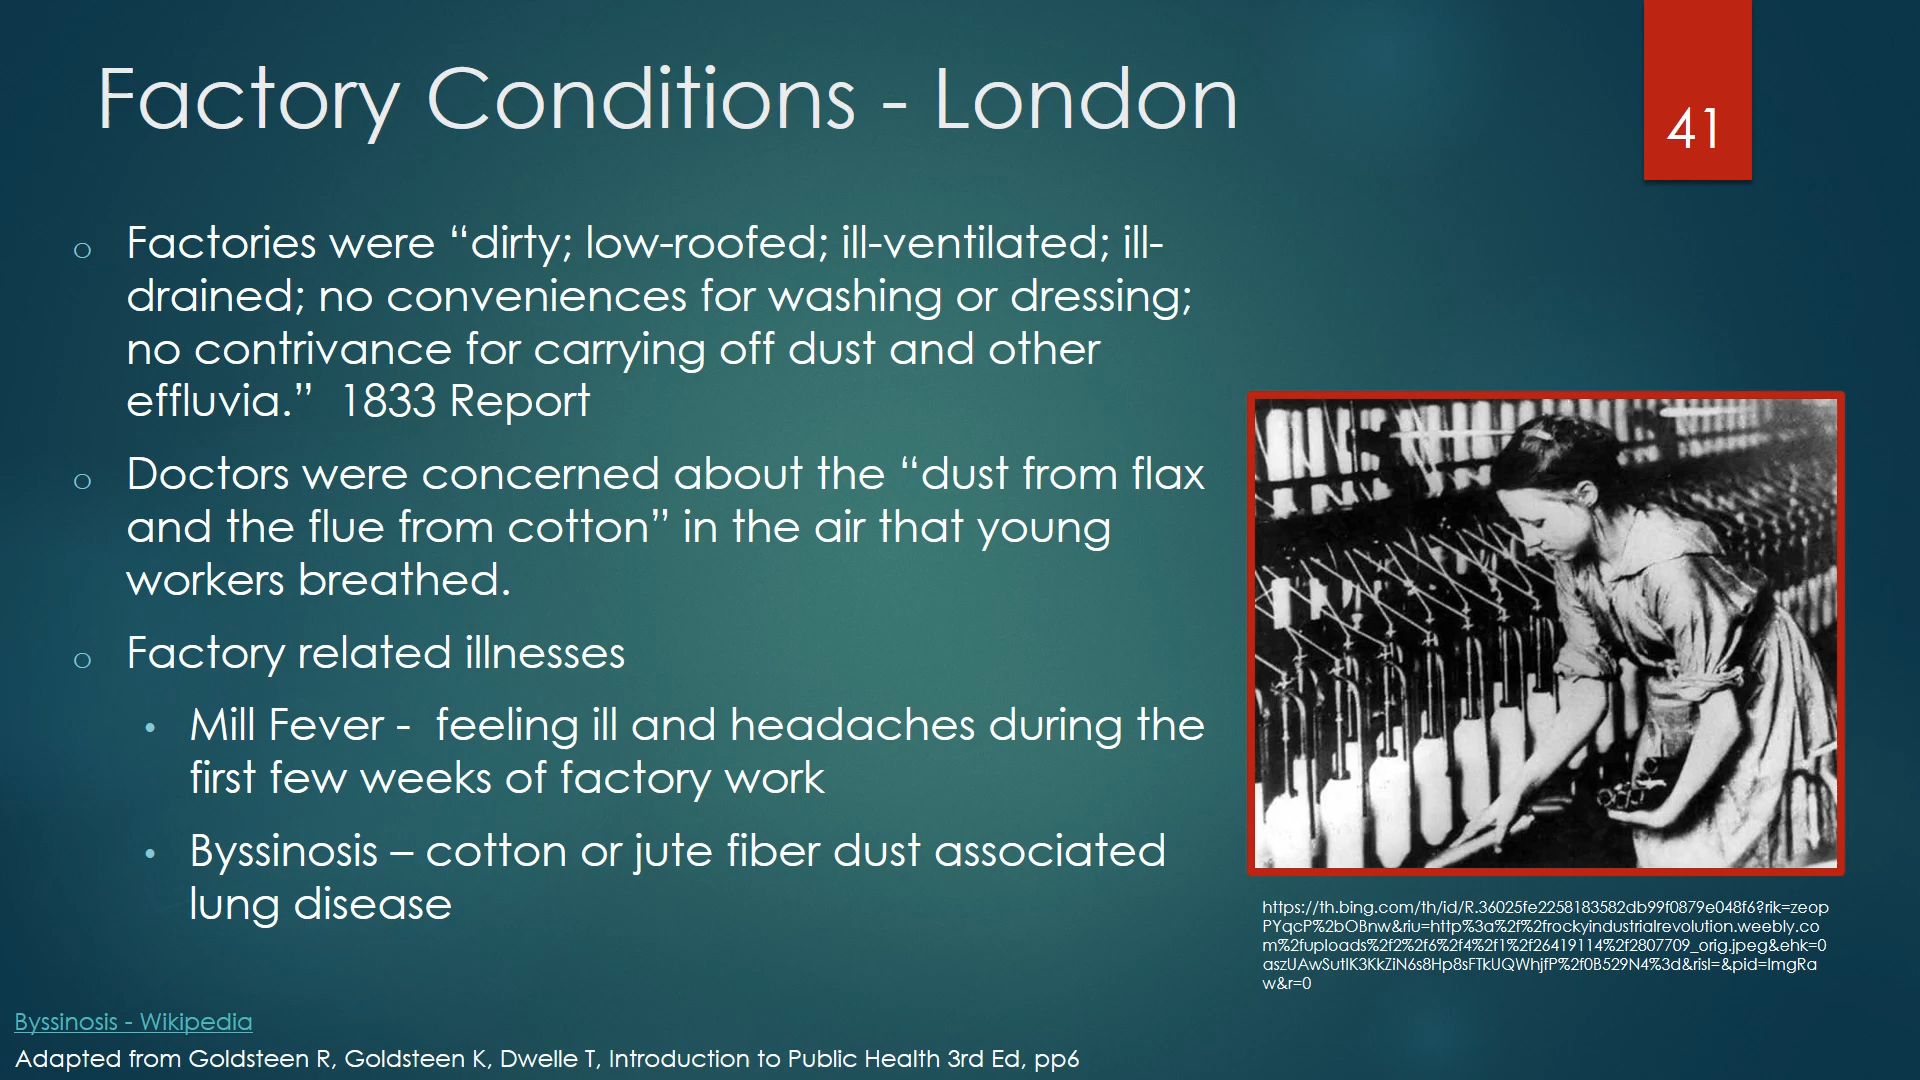 Factory Conditions - London
41
o Factories were “dirty; low-roofed; ill-ventilated; ill-
drained; no conveniences for washing or dressing;
no contrivance for carrying off dust and other
effluvia.”  1833 Report
o Doctors were concerned about the “dust from flax
and the flue from cotton” in the air that young
workers breathed.
o Factory related illnesses
• Mill Fever -  feeling ill and headaches during the
first few weeks of factory work
• Byssinosis – cotton or jute fiber dust associated
lung disease
https://th.bing.com/th/id/R.36025fe2258183582db99f0879e048f6?rik=zeop
PYqcP%2bOBnw&riu=http%3a%2f%2frockyindustrialrevolution.weebly.co
m%2fuploads%2f2%2f6%2f4%2f1%2f26419114%2f2807709_orig.jpeg&ehk=0
aszUAwSutIK3KkZiN6s8Hp8sFTkUQWhjfP%2f0B529N4%3d&risl=&pid=ImgRa
w&r=0
Byssinosis - Wikipedia
Adapted from Goldsteen R, Goldsteen K, Dwelle T, Introduction to Public Health 3rd Ed, pp6